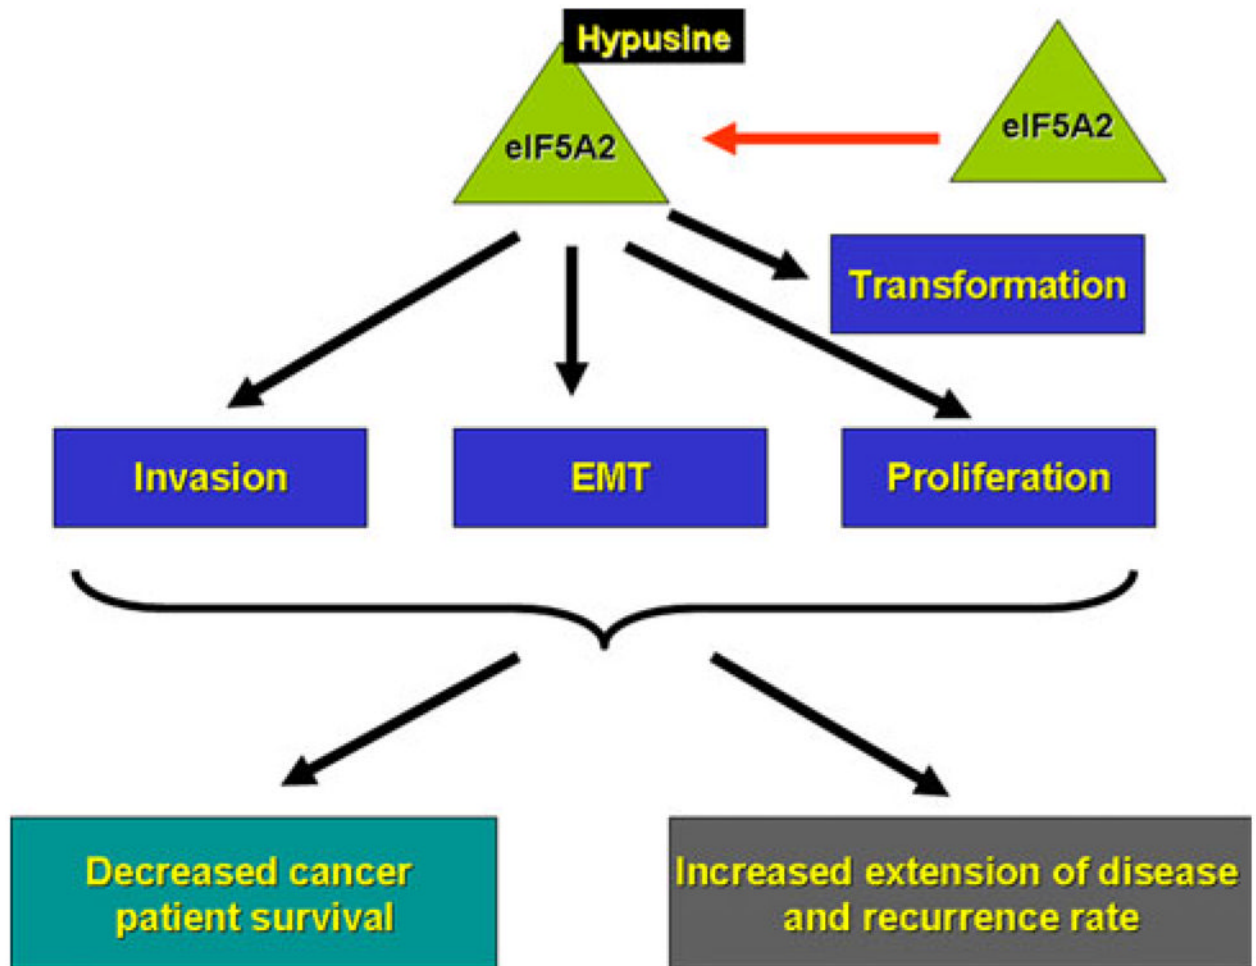 Hypusine
eIF5A2
eIF5A2
Transformation
Invasion
EMT
Proliferation
Decreased cancer
patient survival
Increased extension of disease
and recurrence rate